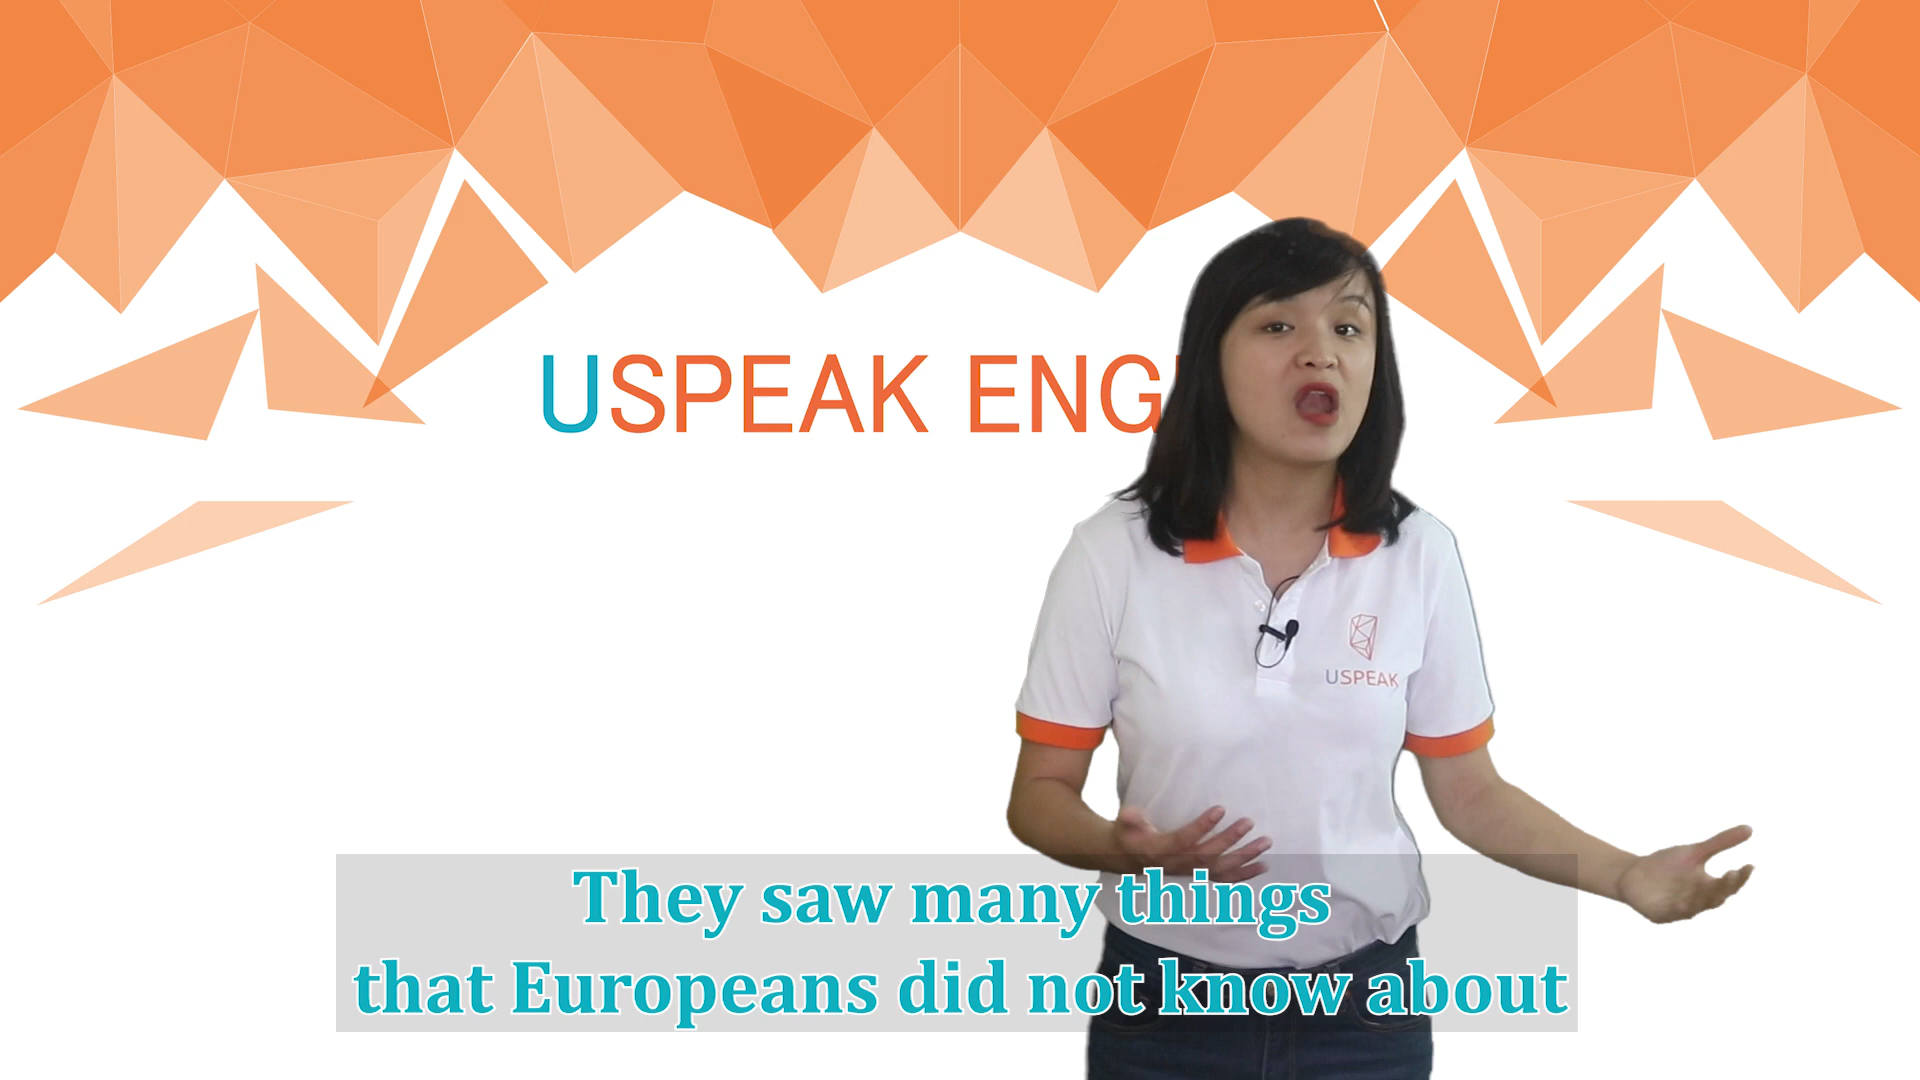 USPEAK ENG
USPEAK
They saw many things
that Europeans did not know about